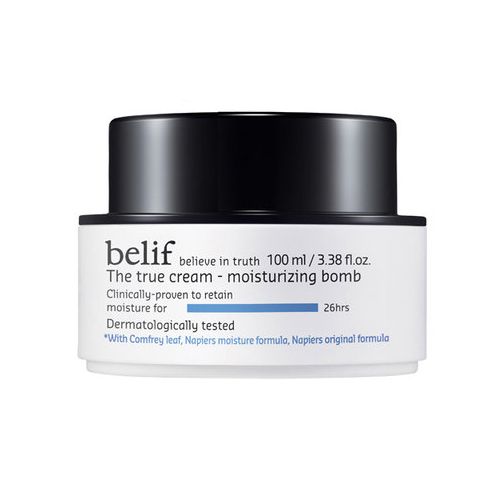 belif believe in truth 100 ml / 3.38 fl.oz.
The true cream - moisturizing bomb
Clinically-proven to retain
moisture for 26hrs
Dermatologically tested
*With Comfrey leaf, Napiers moisture formula, Napiers original formula